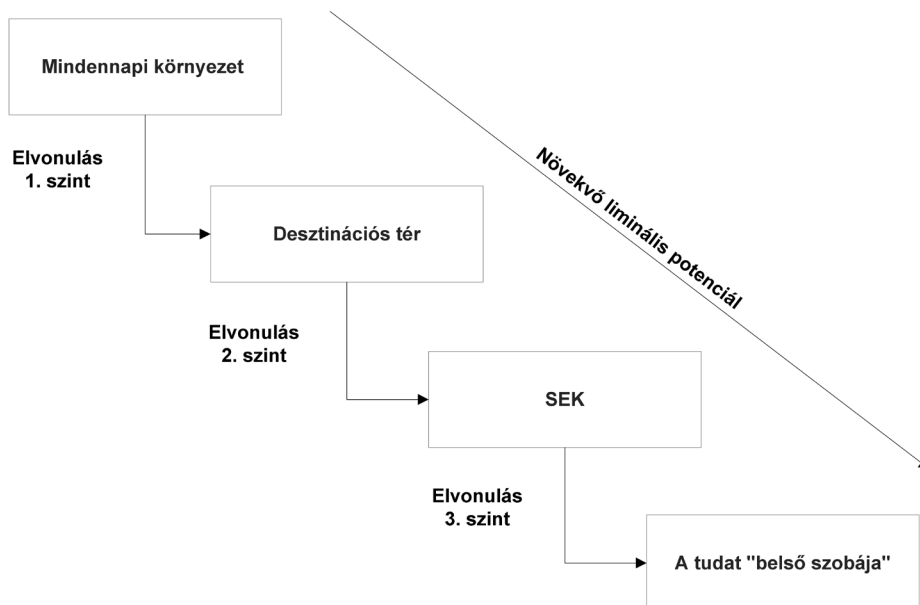 Mindennapi környezet
Elvonulás
1. szint
Desztinációs tér
Növekvő liminális potenciál
Elvonulás
2. szint
SEK
Elvonulás
3. szint
A tudat "belső szobája"